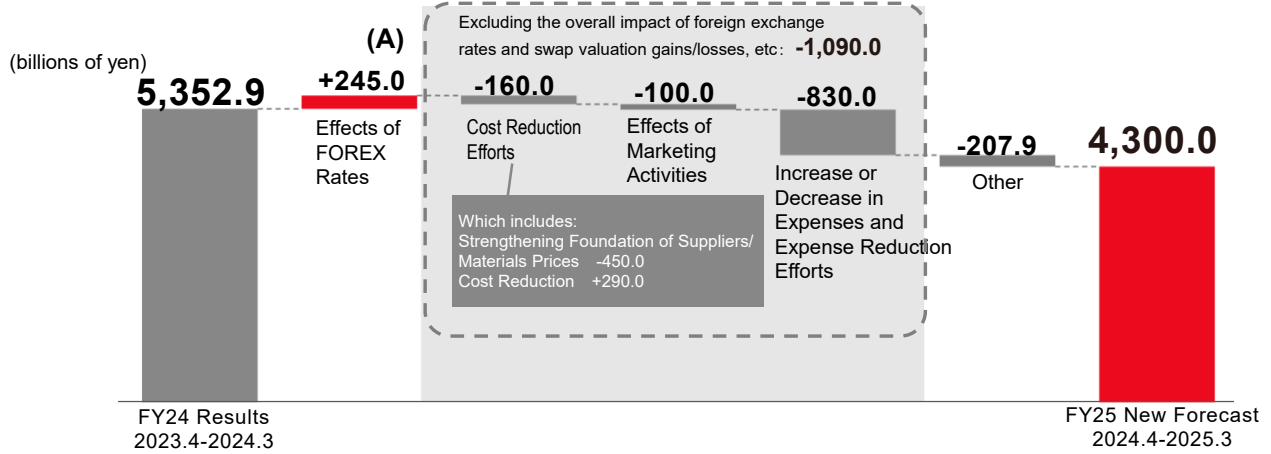 Excluding the overall impact of foreign exchange
rates and swap valuation gains/losses, etc: -1,090.0
(A)
(billions of yen)
5,352.9
+245.0
-160.0
-100.0
-830.0
-207.9
4,300.0
Effects of
FOREX
Rates
Cost Reduction
Efforts
Effects of
Marketing
Activities
Increase or
Decrease in
Expenses and
Expense Reduction
Efforts
Other
Which includes:
Strengthening Foundation of Suppliers/
Materials Prices -450.0
Cost Reduction +290.0
FY24 Results
2023.4-2024.3
FY25 New Forecast
2024.4-2025.3